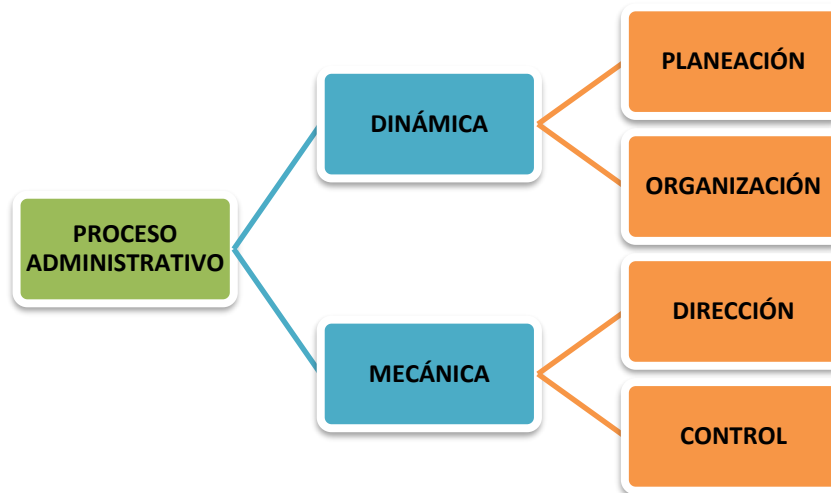 PROCESO
ADMINISTRATIVO
DINÁMICA
PLANEACIÓN
ORGANIZACIÓN
MECÁNICA
DIRECCIÓN
CONTROL